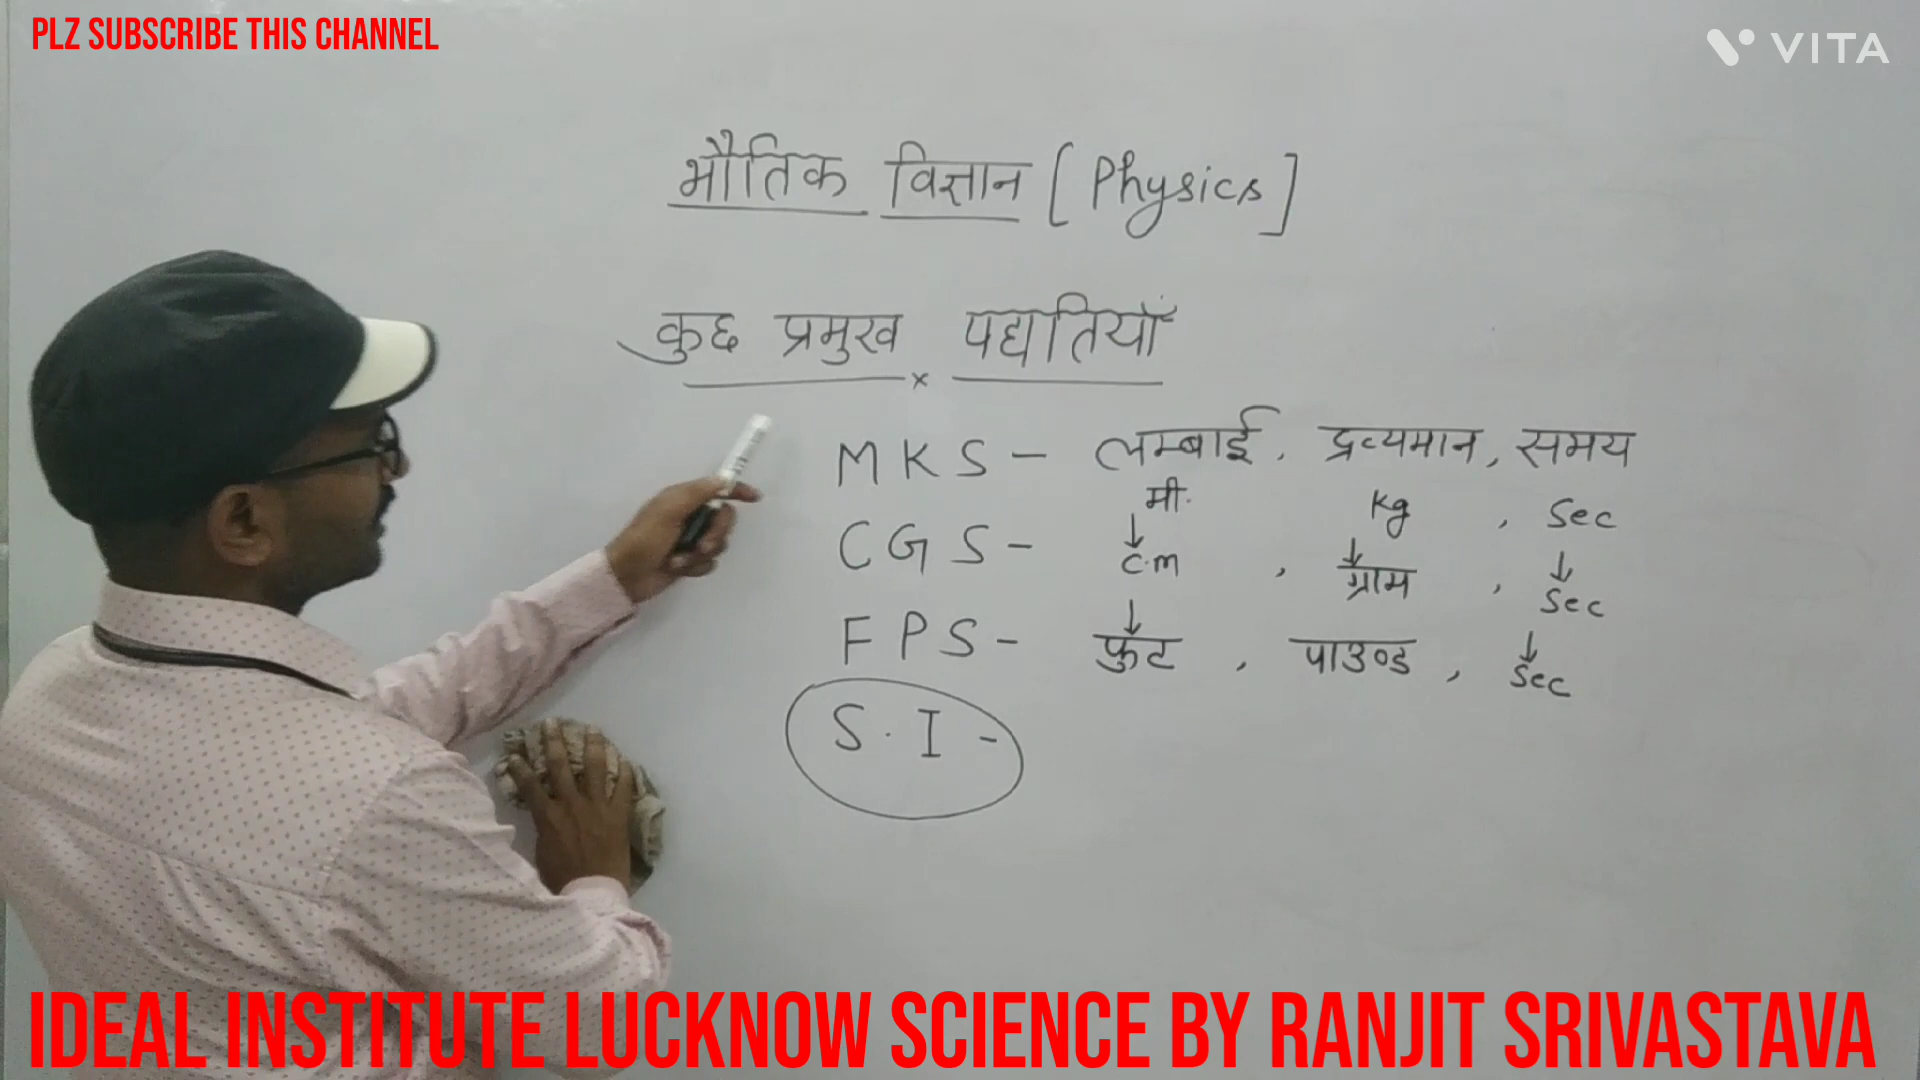 PLZ SUBSCRIBE THIS CHANNEL
VITA
भौतिक विज्ञान [Physics]
कुछ प्रमुख पद्यतियाँ
MKS - लम्बाई, द्रव्यमान, समय
मी. Kg , Sec
CGS - ↓ c.m , ↓ ग्राम , ↓ Sec
FPS - ↓ फुट , पाउण्ड , ↓ Sec
S.I -
IDEAL INSTITUTE LUCKNOW SCIENCE BY RANJIT SRIVASTAVA